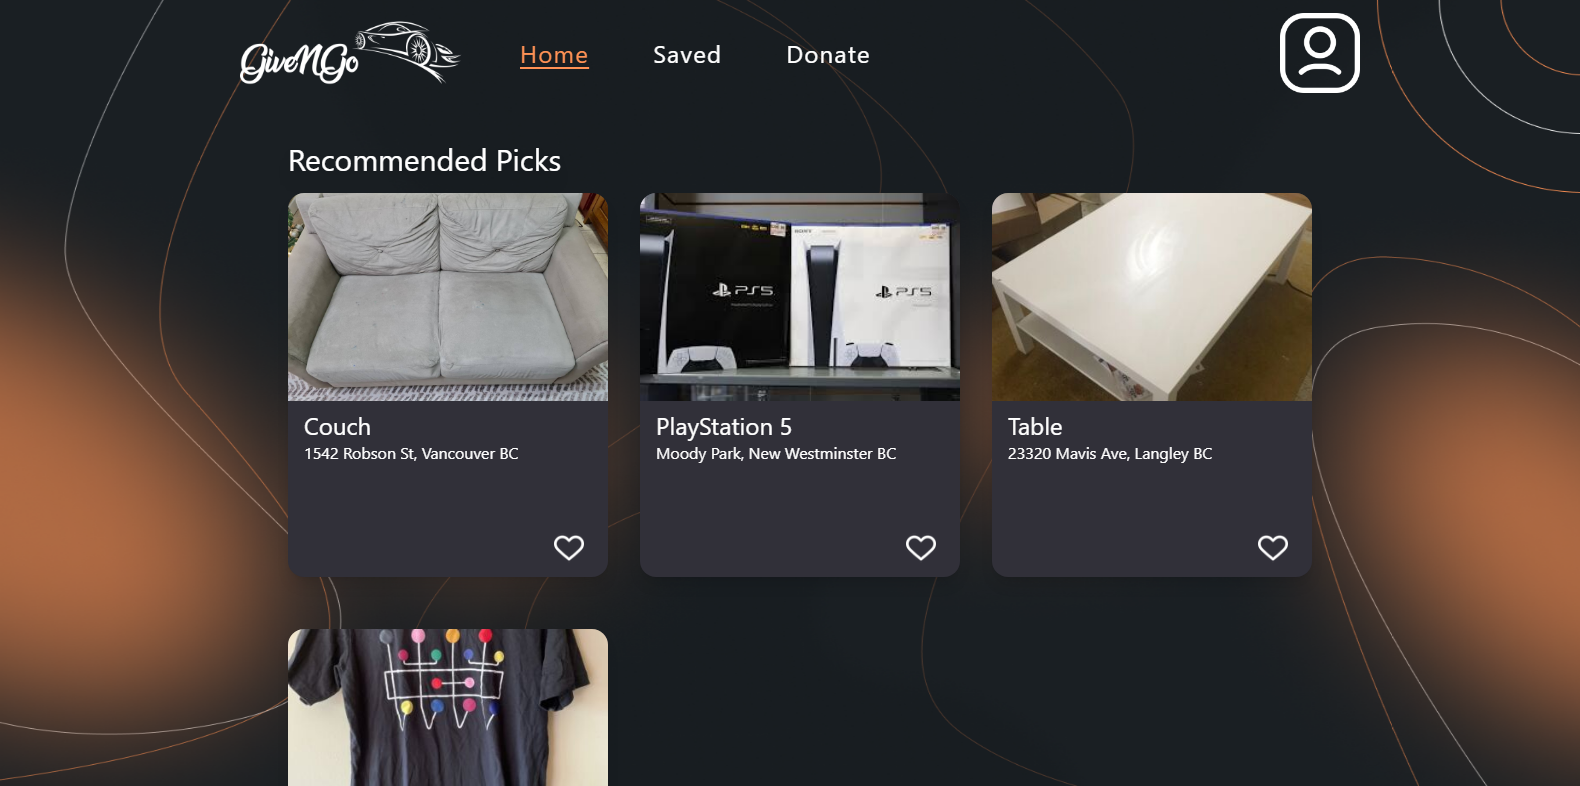 GiveNGo
Home
Saved
Donate
Recommended Picks
SONY
PS5
PS5
Couch
1542 Robson St, Vancouver BC
PlayStation 5
Moody Park, New Westminster BC
Table
23320 Mavis Ave, Langley BC